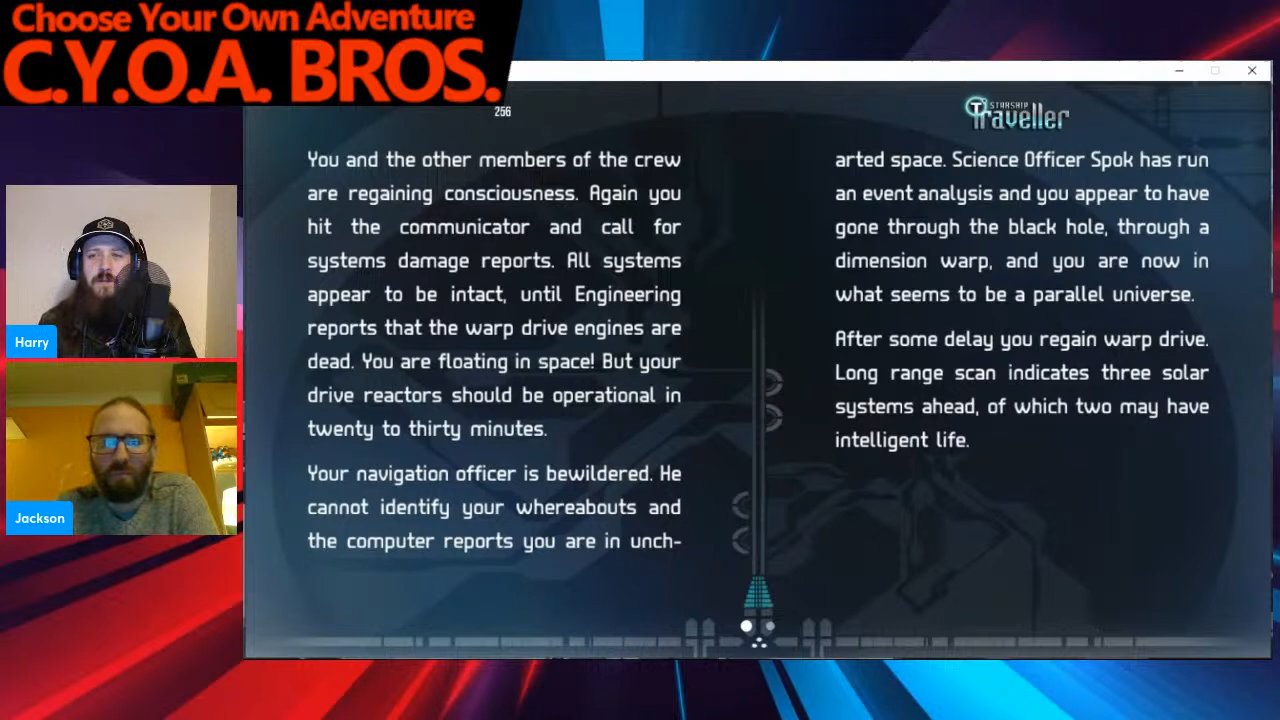 Choose Your Own Adventure
C.Y.O.A. BROS.
256
STARSHIP
Traveller
You and the other members of the crew
are regaining consciousness. Again you
hit the communicator and call for
systems damage reports. All systems
appear to be intact, until Engineering
reports that the warp drive engines are
dead. You are floating in space! But your
drive reactors should be operational in
twenty to thirty minutes.
Your navigation officer is bewildered. He
cannot identify your whereabouts and
the computer reports you are in unch-
arted space. Science Officer Spok has run
an event analysis and you appear to have
gone through the black hole, through a
dimension warp, and you are now in
what seems to be a parallel universe.
After some delay you regain warp drive.
Long range scan indicates three solar
systems ahead, of which two may have
intelligent life.
Harry
Jackson